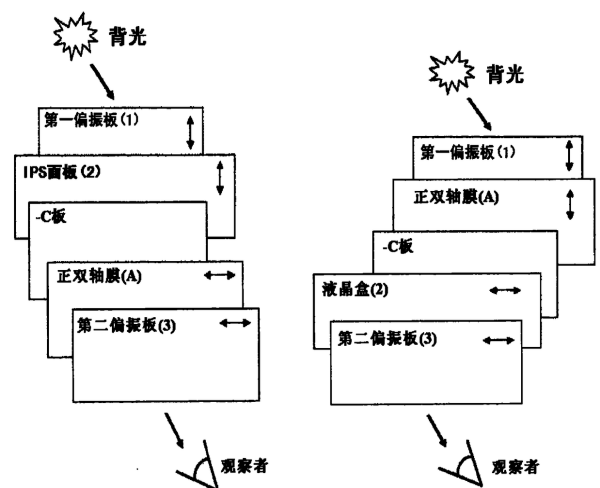 背光
第一偏振板(1)
IPS面板(2)
-C板
正双轴膜(A)
第二偏振板(3)
观察者
背光
第一偏振板(1)
正双轴膜(A)
-C板
液晶盒(2)
第二偏振板(3)
观察者